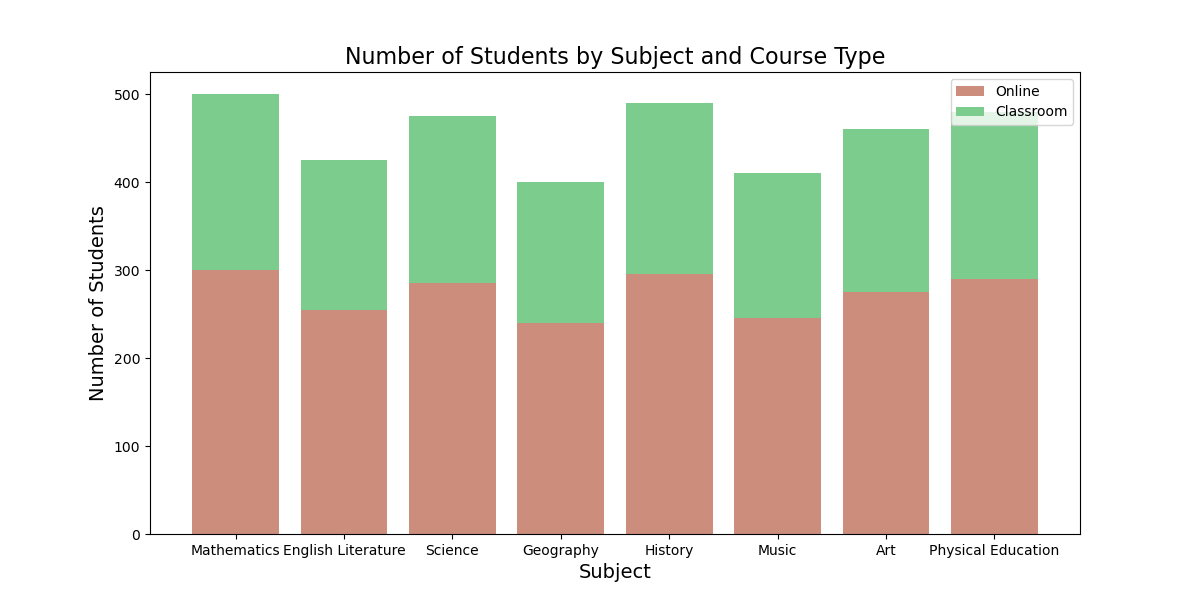 Number of Students by Subject and Course Type
Online
Classroom
Number of Students
500
400
300
200
100
0
Mathematics English Literature Science Geography History Music Art Physical Education
Subject